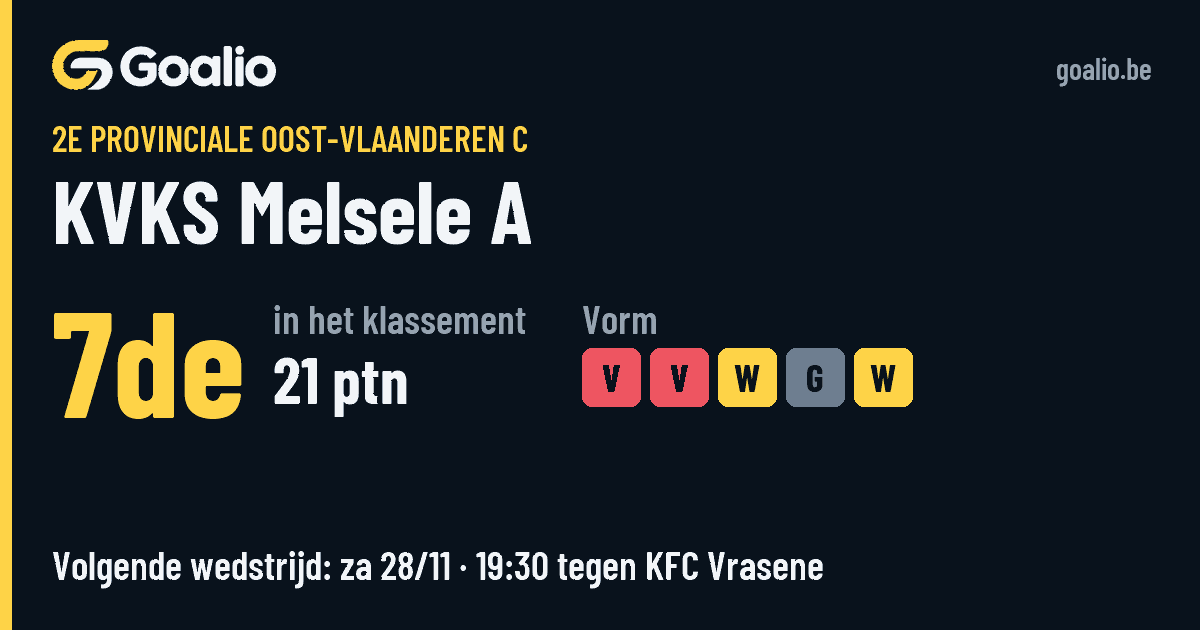 Goalio
goalio.be
2E PROVINCIALE OOST-VLAANDEREN C
KVKS Melsele A
7de
in het klassement
21 ptn
Vorm
V V W G W
Volgende wedstrijd: za 28/11 · 19:30 tegen KFC Vrasene